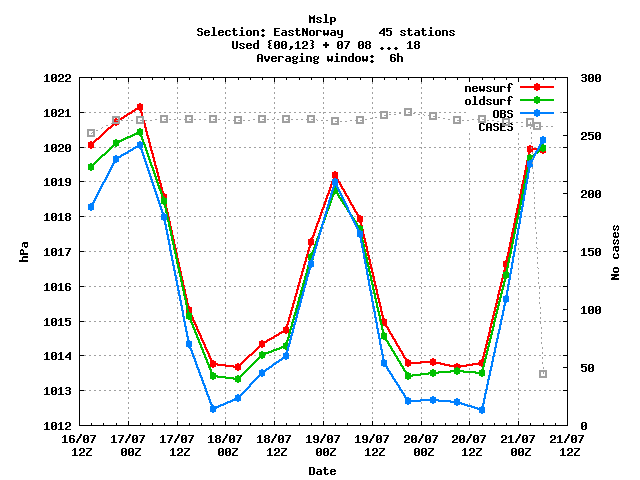 Mslp
Selection: EastNorway 45 stations
Used {00,12} + 07 08 ... 18
Averaging window: 6h
1022
1021
1020
1019
1018
1017
1016
1015
1014
1013
1012
300
250
200
150
100
50
0
newsurf
oldsurf
OBS
CASES
hPa
No cases
16/07 17/07 17/07 18/07 18/07 19/07 19/07 20/07 20/07 21/07 21/07
12Z 00Z 12Z 00Z 12Z 00Z 12Z 00Z 12Z 00Z 12Z
Date